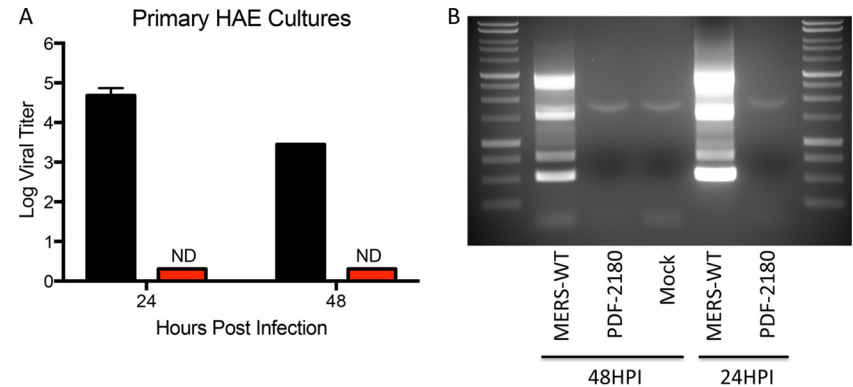 A
Primary HAE Cultures
Log Viral Titer
6
5
4
3
2
1
0
ND
ND
24
48
Hours Post Infection
B
MERS-WT
PDF-2180
Mock
MERS-WT
PDF-2180
48HPI
24HPI